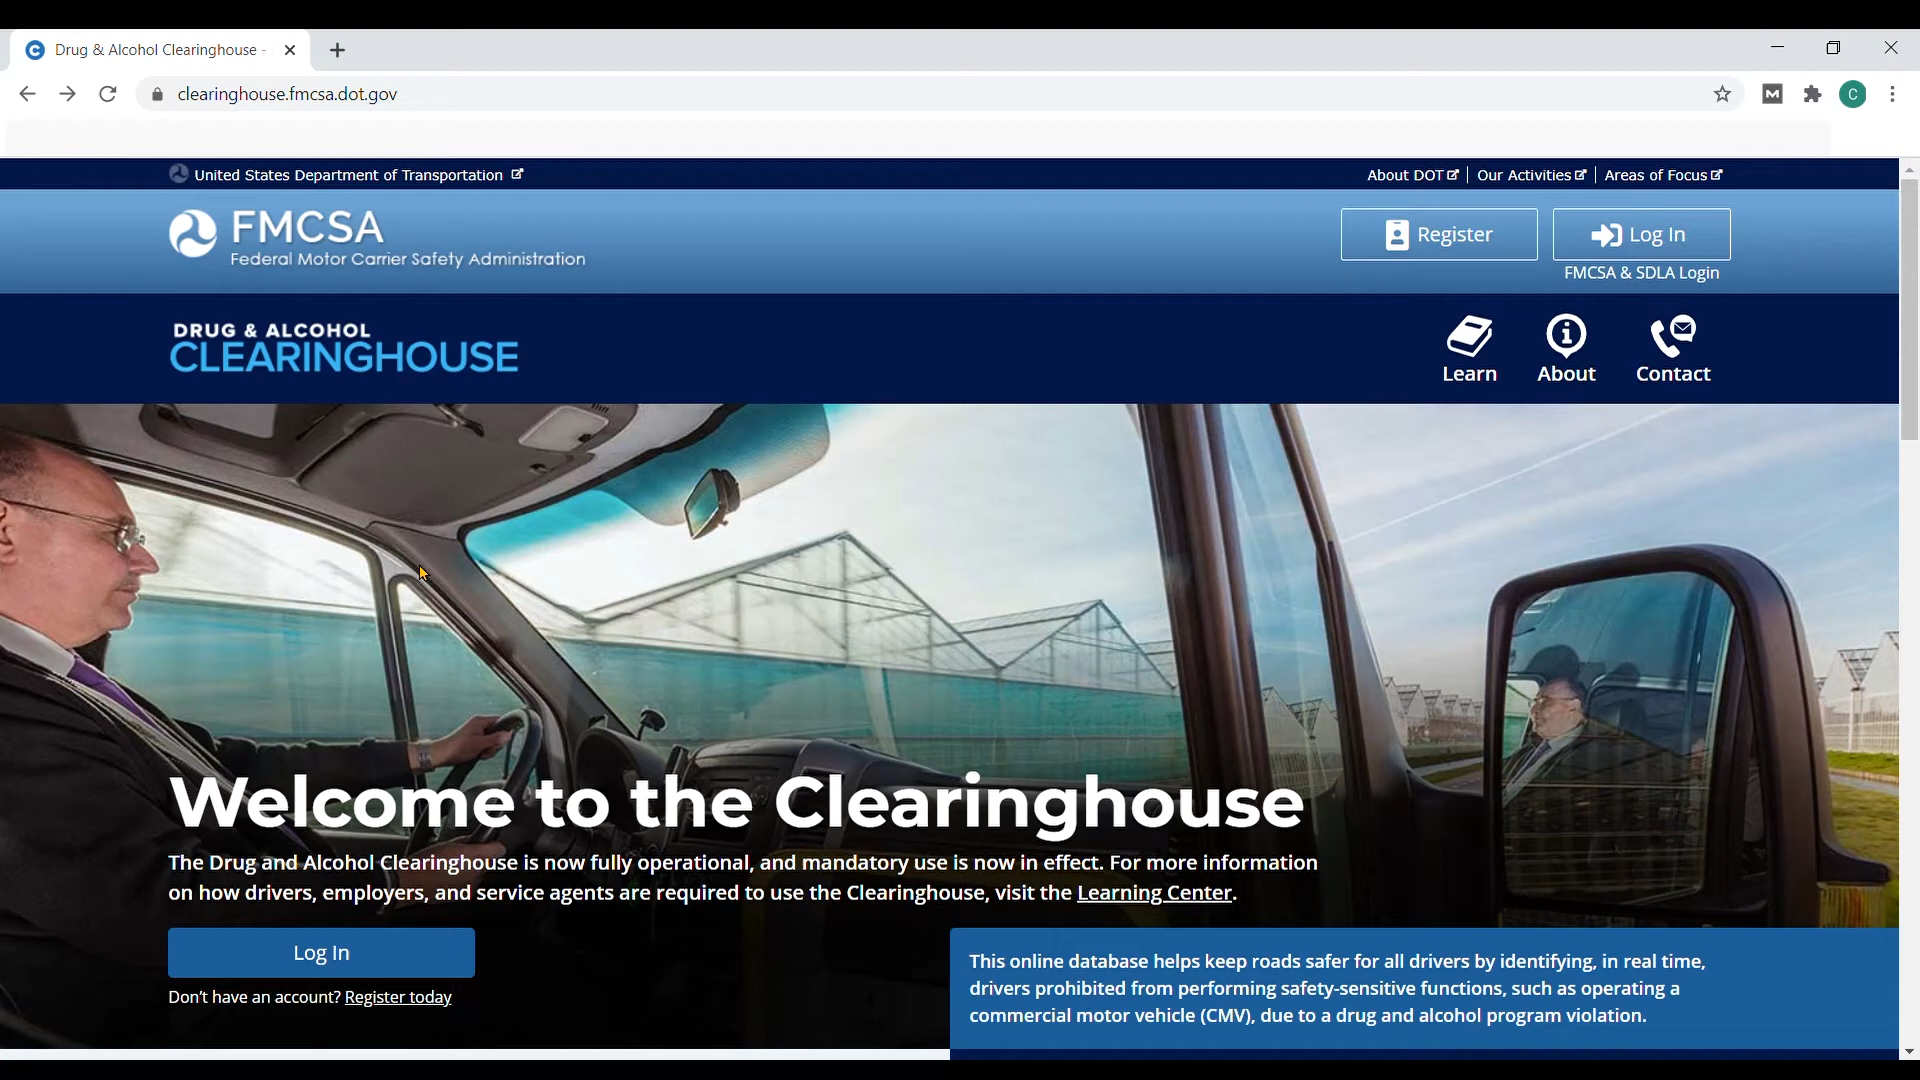 Drug & Alcohol Clearinghouse -
clearinghouse.fmcsa.dot.gov
C
United States Department of Transportation
About DOT | Our Activities | Areas of Focus
FMCSA
Federal Motor Carrier Safety Administration
Register
Log In
FMCSA & SDLA Login
DRUG & ALCOHOL
CLEARINGHOUSE
Learn
About
Contact
Welcome to the Clearinghouse
The Drug and Alcohol Clearinghouse is now fully operational, and mandatory use is now in effect. For more information
on how drivers, employers, and service agents are required to use the Clearinghouse, visit the Learning Center.
Log In
Don't have an account? Register today
This online database helps keep roads safer for all drivers by identifying, in real time,
drivers prohibited from performing safety-sensitive functions, such as operating a
commercial motor vehicle (CMV), due to a drug and alcohol program violation.